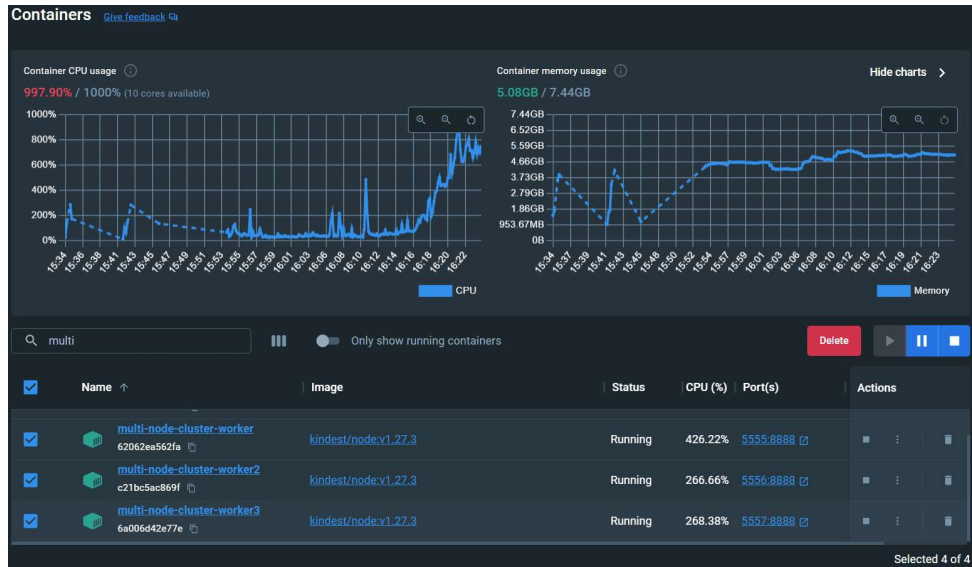 Containers Give feedback
Container CPU usage
997.90% / 1000% (10 cores available)
1000%
800%
600%
400%
200%
0%
15:34 15:36 15:38 15:41 15:43 15:45 15:47 15:49 15:51 15:53 15:55 15:57 15:59 16:01 16:03 16:06 16:08 16:10 16:12 16:14 16:16 16:18 16:20 16:22
CPU
Container memory usage
Hide charts
5.08GB / 7.44GB
7.44GB
6.52GB
5.59GB
4.66GB
3.73GB
2.79GB
1.86GB
953.67MB
0B
15:34 15:37 15:39 15:41 15:43 15:45 15:48 15:50 15:52 15:54 15:57 15:59 16:01 16:03 16:06 16:08 16:10 16:12 16:15 16:17 16:19 16:21 16:23
Memory
multi
Only show running containers
Delete
Name Image Status CPU (%) Port(s) Actions
multi-node-cluster-worker
62062ea562fa
kindest/node:v1.27.3 Running 426.22% 5555:8888
multi-node-cluster-worker2
c21bc5ac869f
kindest/node:v1.27.3 Running 266.66% 5556:8888
multi-node-cluster-worker3
6a006d42e77e
kindest/node:v1.27.3 Running 268.38% 5557:8888
Selected 4 of 4